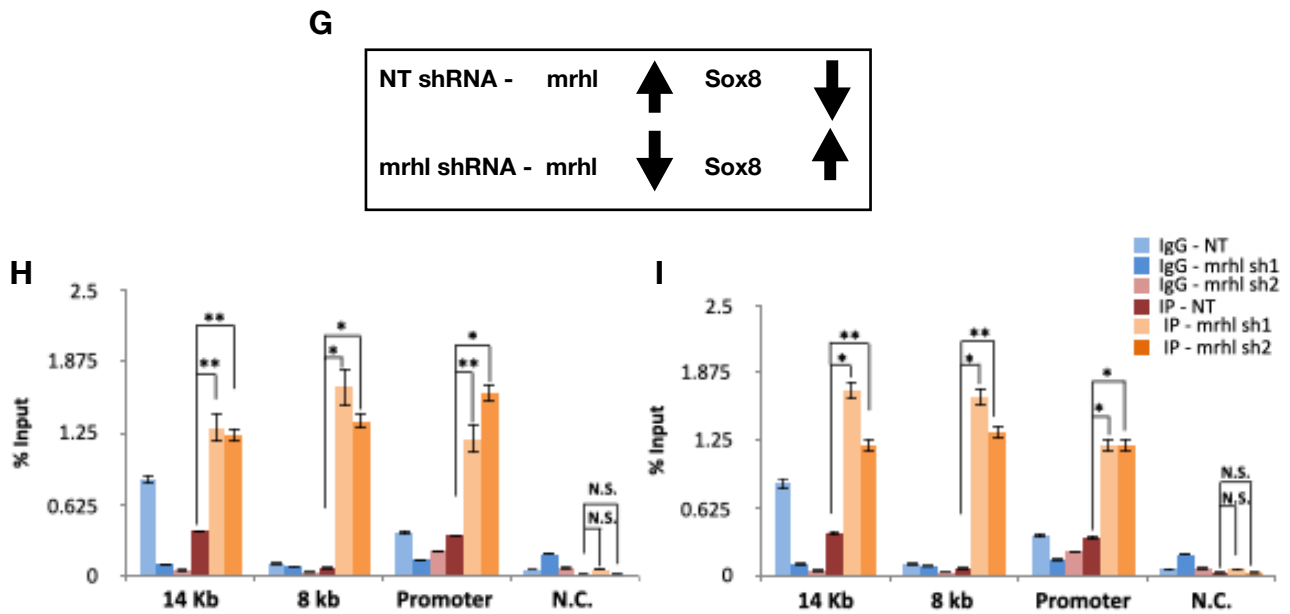 G
NT shRNA - mrhl Sox8
mrhl shRNA - mrhl Sox8
H
% Input
2.5
1.875
1.25
0.625
0
** **
* *
* **
N.S.
N.S.
14 Kb 8 kb Promoter N.C.
I
IgG - NT
IgG - mrhl sh1
IgG - mrhl sh2
IP - NT
IP - mrhl sh1
IP - mrhl sh2
% Input
2.5
1.875
1.25
0.625
0
** *
** *
* *
N.S.
N.S.
14 Kb 8 kb Promoter N.C.